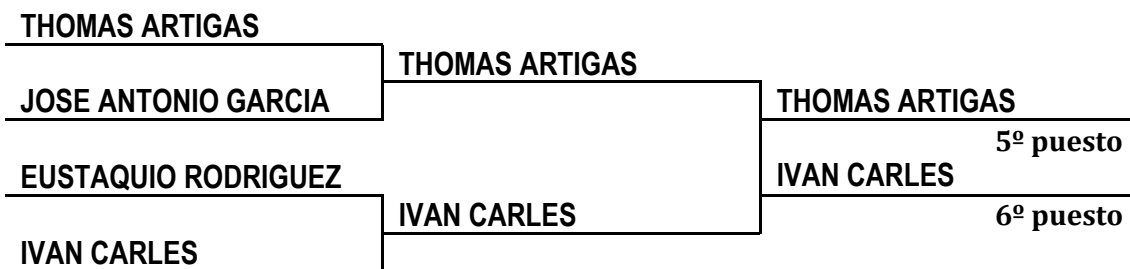 THOMAS ARTIGAS
THOMAS ARTIGAS
JOSE ANTONIO GARCIA
THOMAS ARTIGAS
5º puesto
EUSTAQUIO RODRIGUEZ
IVAN CARLES
IVAN CARLES
6º puesto
IVAN CARLES